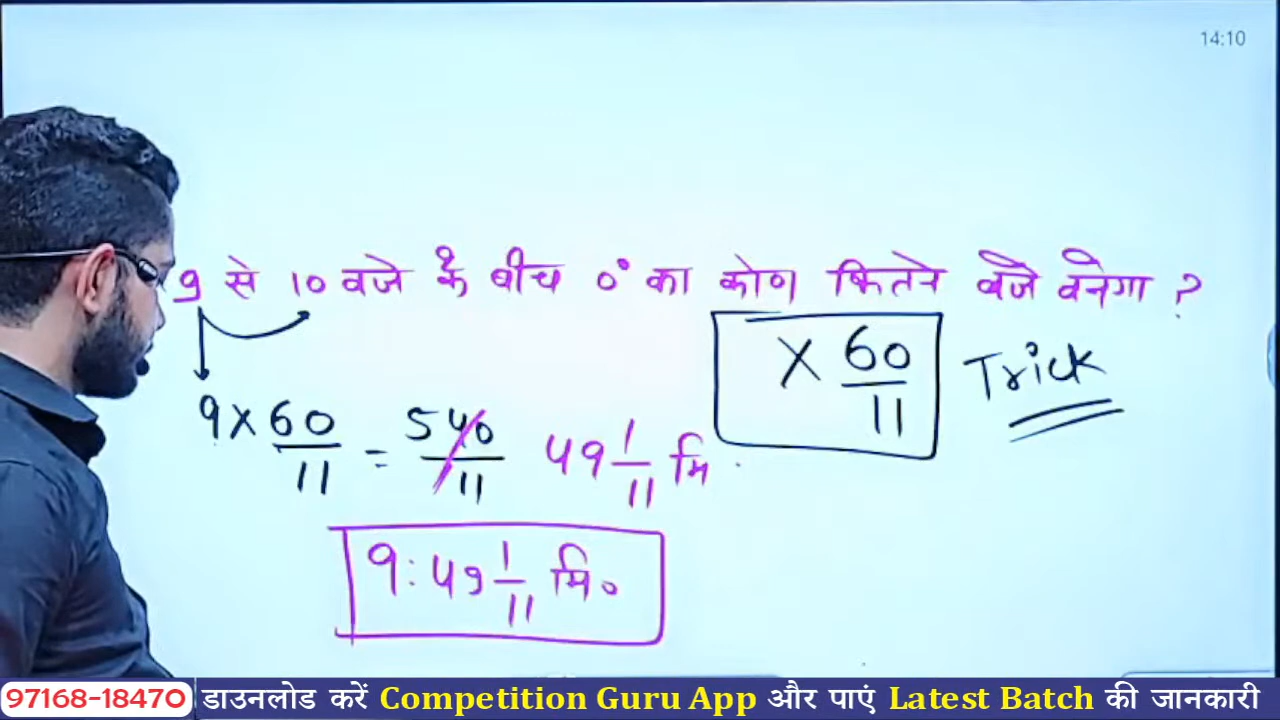 14:10
9 से 10 बजे के बीच 0° का कोण कितने बजे बनेगा ?
× 60/11 Trick
9 × 60/11 = 540/11 49 1/11 मि
9:49 1/11 मि०
97168-18470 डाउनलोड करें Competition Guru App और पाएं Latest Batch की जानकारी